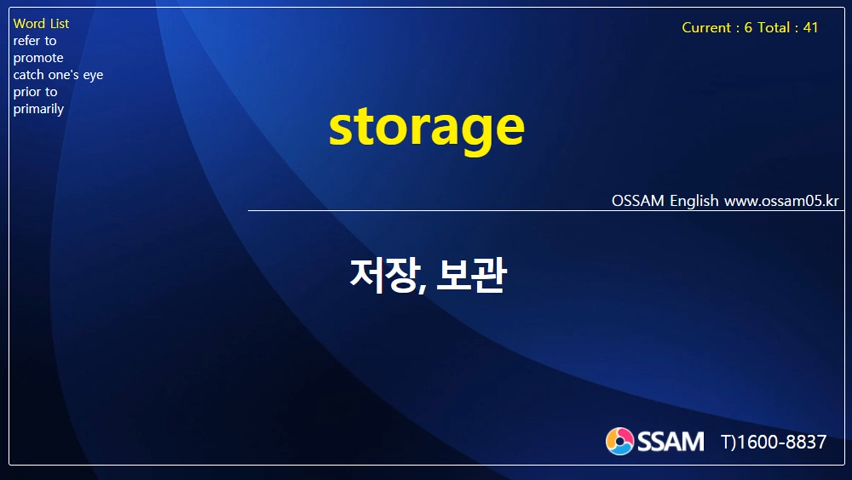 Word List
refer to
promote
catch one's eye
prior to
primarily
Current : 6 Total : 41
storage
OSSAM English www.ossam05.kr
저장, 보관
OSSAM T)1600-8837